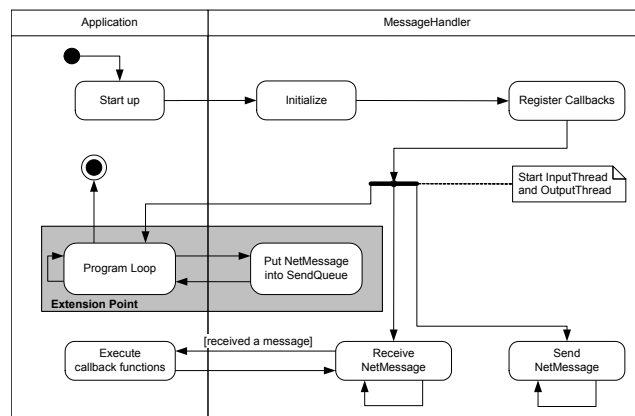 Application
MessageHandler
Start up
Initialize
Register Callbacks
Start InputThread
and OutputThread
Program Loop
Put NetMessage
into SendQueue
Extension Point
[received a message]
Execute
callback functions
Receive
NetMessage
Send
NetMessage